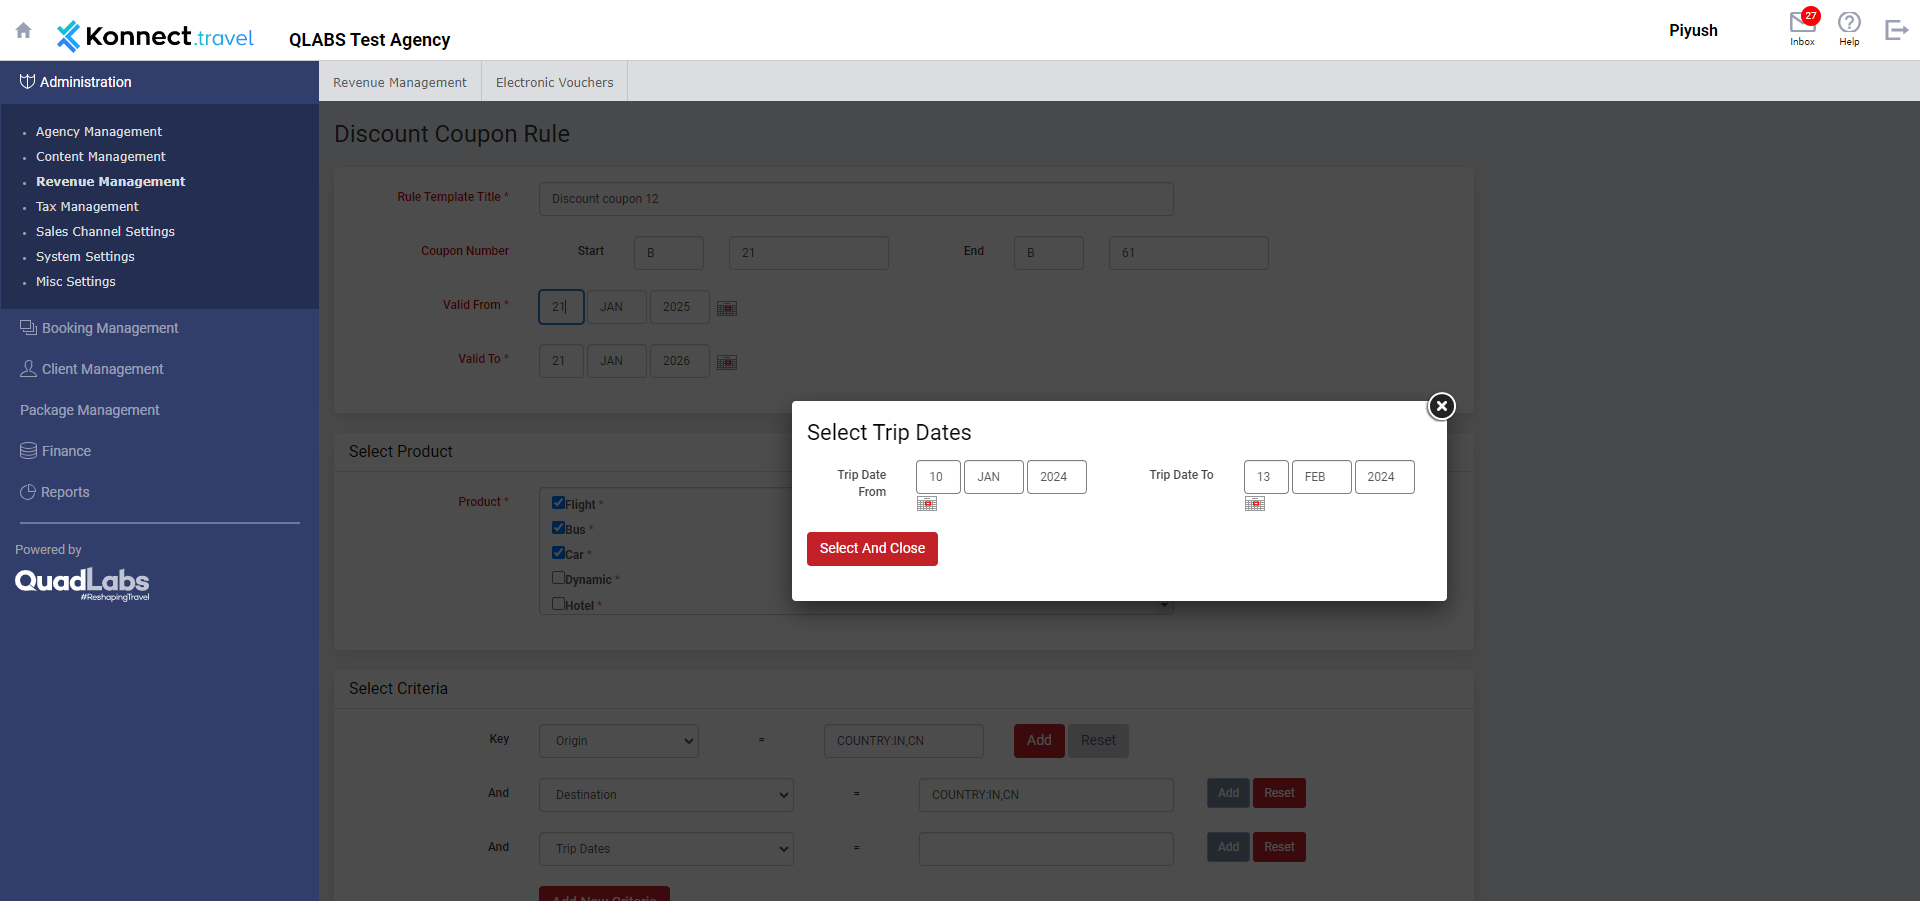 Konnect.travel
QLABS Test Agency
Piyush
27
Inbox
Help
Administration
Agency Management
Content Management
Revenue Management
Tax Management
Sales Channel Settings
System Settings
Misc Settings
Booking Management
Client Management
Package Management
Finance
Reports
Powered by
QuadLabs
#ReshapingTravel
Revenue Management
Electronic Vouchers
Discount Coupon Rule
Rule Template Title *
Discount coupon 12
Coupon Number
Start
B
21
End
B
61
Valid From *
21
JAN
2025
Valid To *
21
JAN
2026
Select Product
Product *
Flight *
Bus *
Car *
Dynamic *
Hotel *
Select Trip Dates
Trip Date
From
10
JAN
2024
Trip Date To
13
FEB
2024
Select And Close
Select Criteria
Key
Origin
=
COUNTRY:IN,CN
Add
Reset
And
Destination
=
COUNTRY:IN,CN
Add
Reset
And
Trip Dates
=
Add
Reset
Add New Criteria